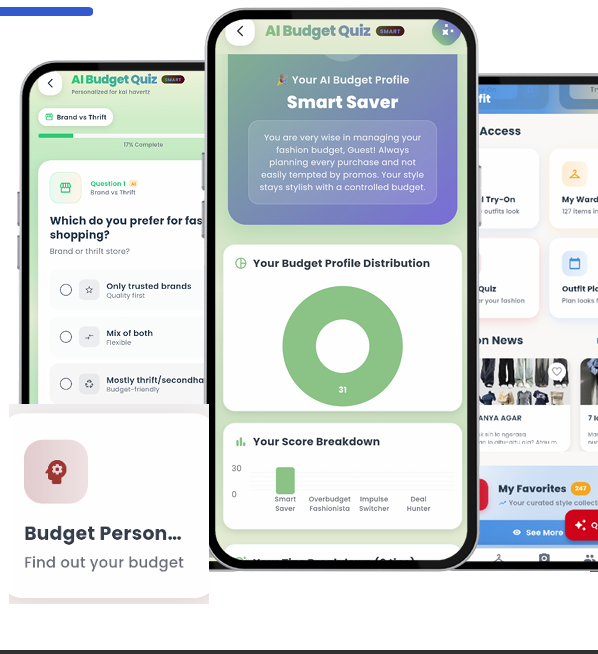 AI Budget Quiz SMART
Personalized for kai havertz
Brand vs Thrift
17% Complete
Question 1 AI
Brand vs Thrift
Which do you prefer for fas
shopping?
Brand or thrift store?
Only trusted brands
Quality first
Mix of both
Flexible
Mostly thrift/secondha
Budget-friendly
Budget Person...
Find out your budget
AI Budget Quiz SMART
🎉 Your AI Budget Profile
Smart Saver
You are very wise in managing your
fashion budget, Guest! Always
planning every purchase and not
easily tempted by promos. Your style
stays stylish with a controlled budget.
Your Budget Profile Distribution
31
Your Score Breakdown
30
0
Smart
Saver
Overbudget
Fashionista
Impulse
Switcher
Deal
Hunter
fit
Access
l Try-On
outfits look
My Ward
127 items in
Quiz
er your fashion
Outfit Pla
Plan looks f
on News
ANYA AGAR
7 I
My Favorites 247
Your curated style collect
See More